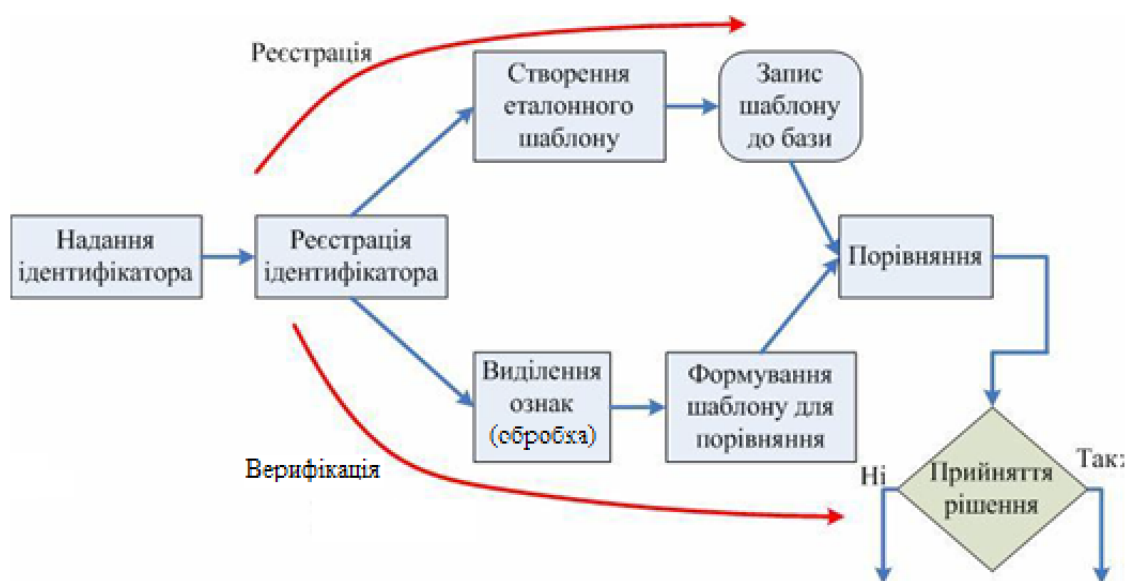 Реєстрація
Створення
еталонного
шаблону
Запис
шаблону
до бази
Надання
ідентифікатора
Реєстрація
ідентифікатора
Порівняння
Виділення
ознак
(обробка)
Формування
шаблону для
порівняння
Верифікація
Ні
Прийняття
рішення
Так: